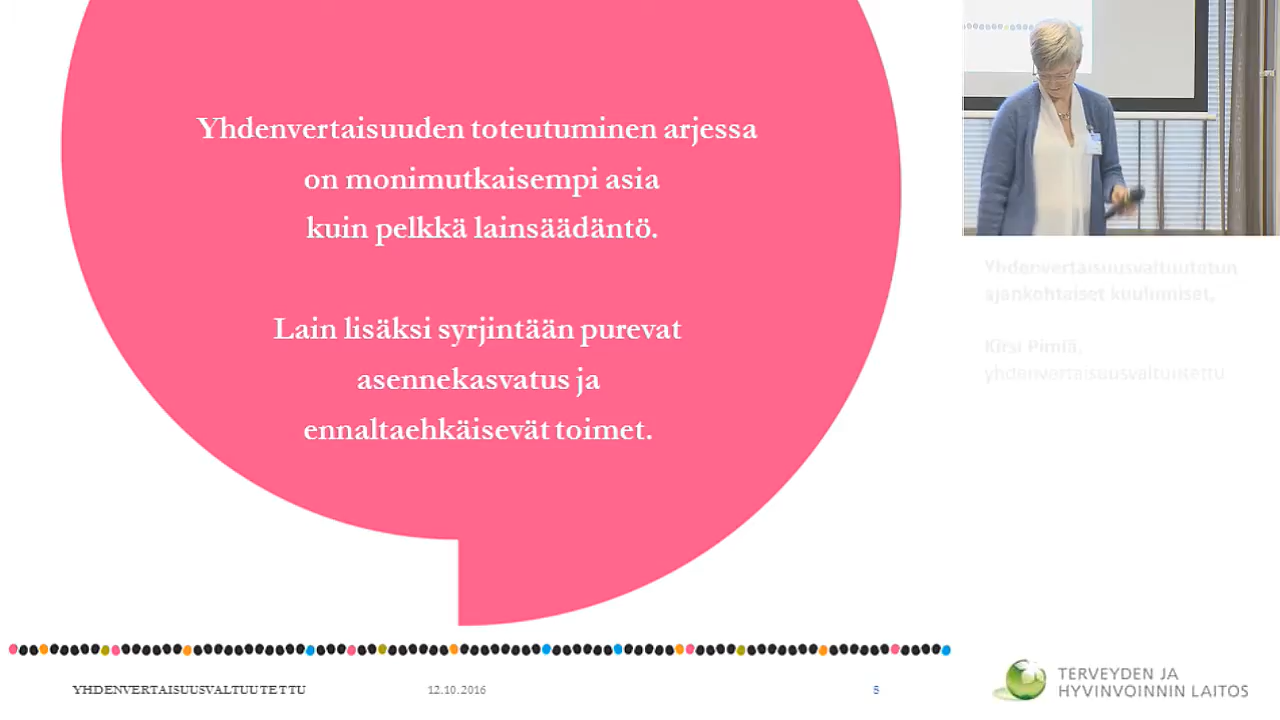 Yhdenvertaisuuden toteutuminen arjessa
on monimutkaisempi asia
kuin pelkkä lainsäädäntö.
Lain lisäksi syrjintään purevat
asennekasvatus ja
ennaltaehkäisevät toimet.
Yhdenvertaisuusvaltuutetun
ajankohtaiset kuulumiset,
Kirsi Pimiä,
yhdenvertaisuusvaltuutettu
YHDENVERTAISUUSVALTUUTETTU
12.10.2016
5
TERVEYDEN JA
HYVINVOINNIN LAITOS